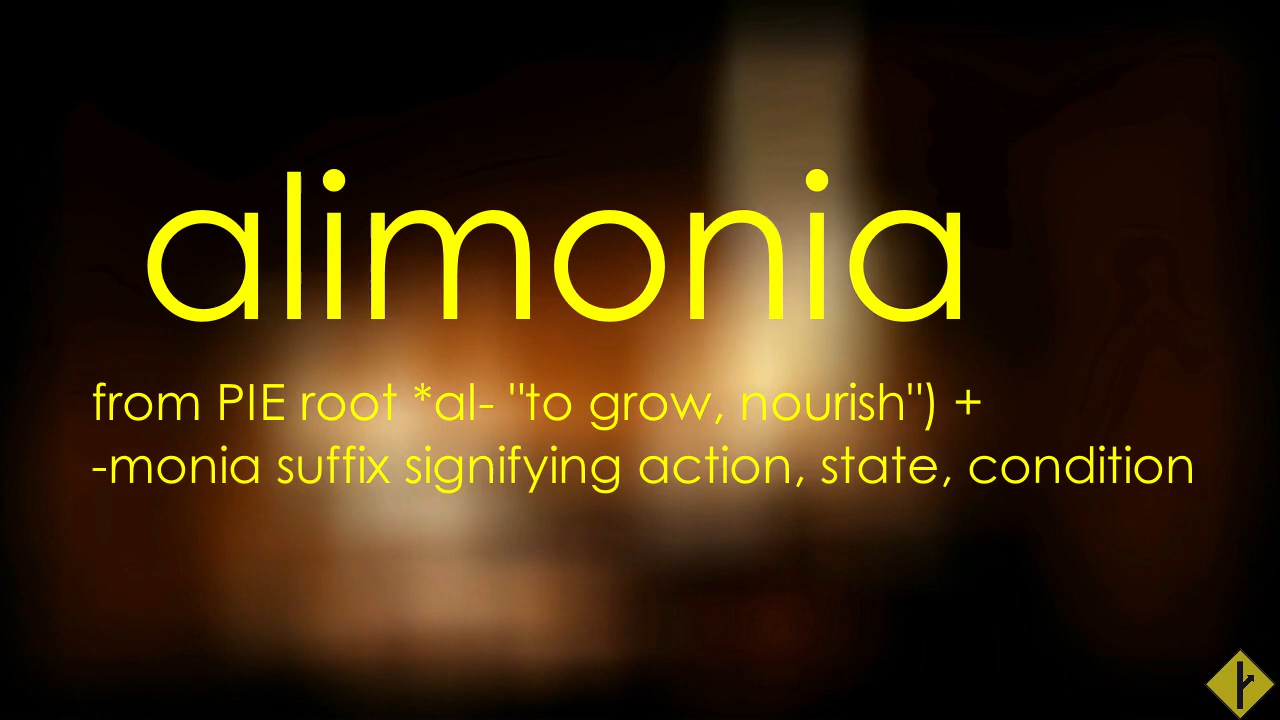 alimonia
from PIE root *al- "to grow, nourish") +
-monia suffix signifying action, state, condition